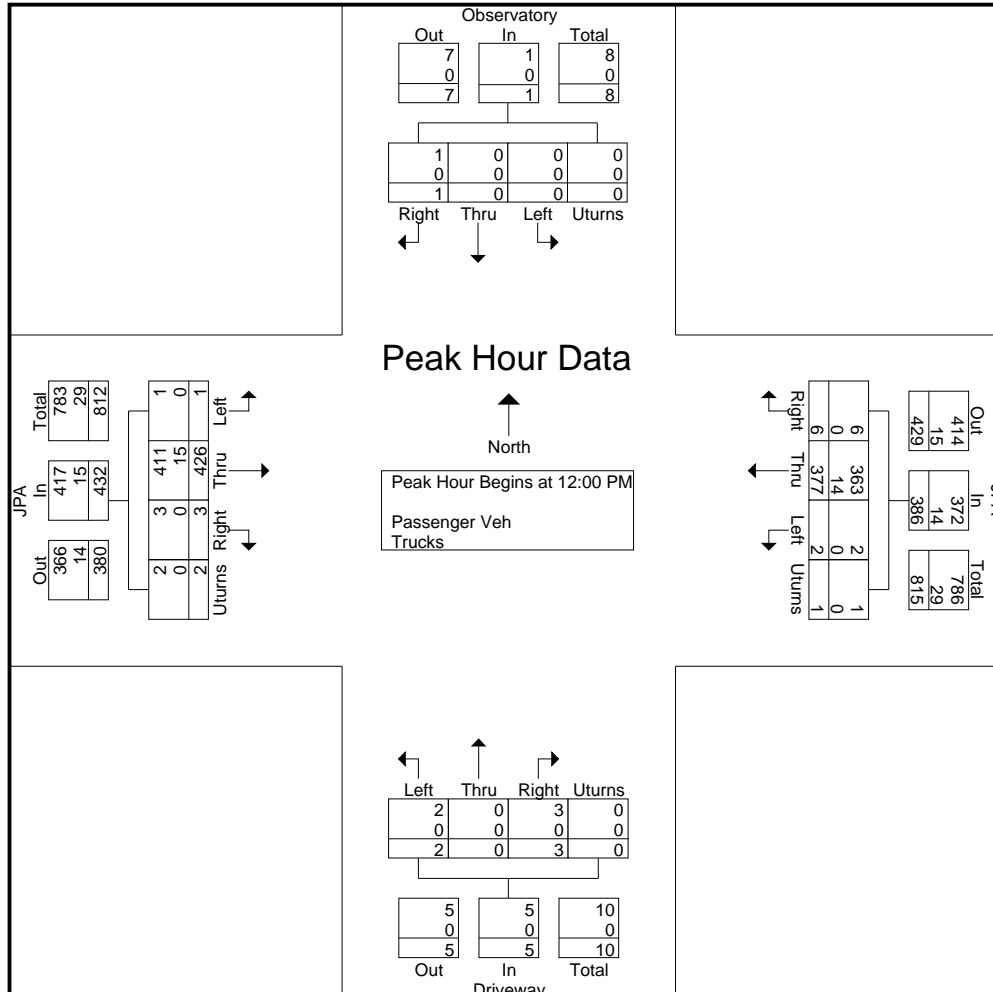 Observatory
Out In Total
7 1 8
0 0 0
7 1 8
1 0 0 0
0 0 0 0
1 0 0 0
Right Thru Left Uturns
Peak Hour Data
North
Peak Hour Begins at 12:00 PM
Passenger Veh
Trucks
JPA
Out In Total
366 417 783
14 15 29
380 432 812
2 3 411 1
0 0 15 0
2 3 426 1
Uturns Right Thru Left
Out In Total
414 372 786
15 14 29
429 386 815
6 363 2 1
0 14 0 0
6 377 2 1
Right Thru Left Uturns
Left Thru Right Uturns
2 0 3 0
0 0 0 0
2 0 3 0
5 5 10
0 0 0
5 5 10
Out In Total
Driveway